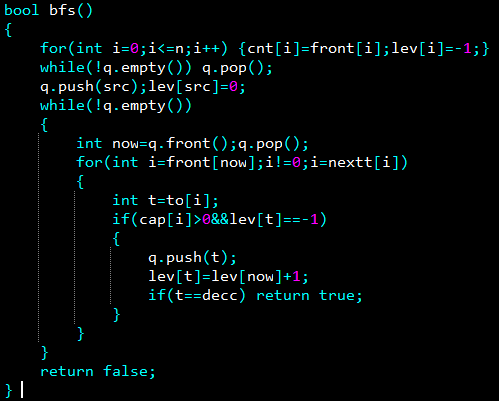 bool bfs()
{
    for(int i=0;i<=n;i++) {cnt[i]=front[i];lev[i]=-1;}
    while(!q.empty()) q.pop();
    q.push(src);lev[src]=0;
    while(!q.empty())
    {
        int now=q.front();q.pop();
        for(int i=front[now];i!=0;i=nextt[i])
        {
            int t=to[i];
            if(cap[i]>0&&lev[t]==-1)
            {
                q.push(t);
                lev[t]=lev[now]+1;
                if(t==decc) return true;
            }
        }
    }
    return false;
}